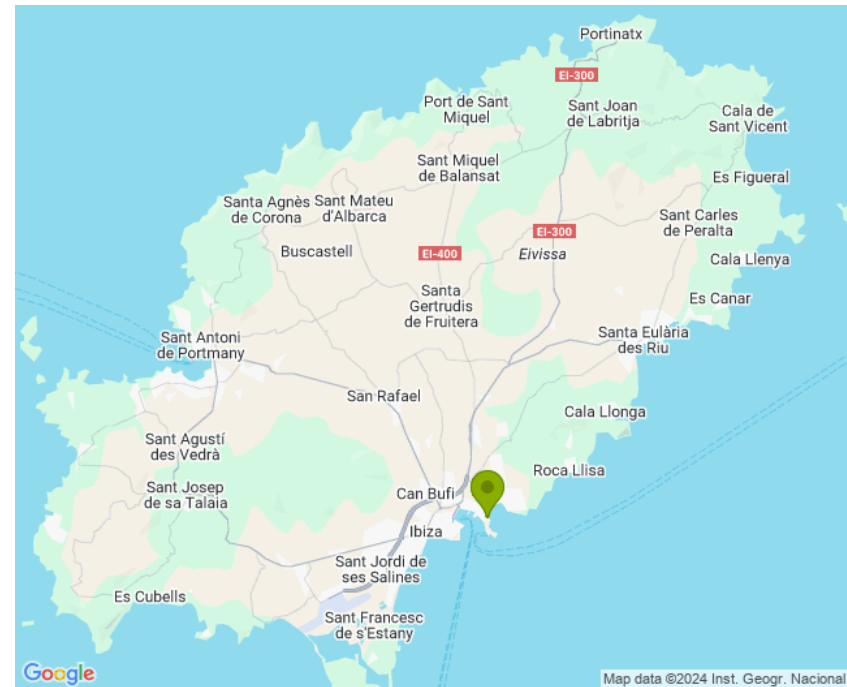 Portinatx
EI-300
Port de Sant
Miquel
Sant Joan
de Labritja
Cala de
Sant Vicent
Sant Miquel
de Balansat
Es Figueral
Santa Agnès
de Corona
Sant Mateu
d'Albarca
Sant Carles
de Peralta
EI-300
Buscastell
EI-400
Eivissa
Cala Llenya
Santa
Gertrudis
de Fruitera
Es Canar
Sant Antoni
de Portmany
Santa Eulària
des Riu
San Rafael
Cala Llonga
Sant Agustí
des Vedrà
Roca Llisa
Sant Josep
de sa Talaia
Can Bufi
Ibiza
Sant Jordi de
ses Salines
Es Cubells
Sant Francesc
de s'Estany
Google
Map data ©2024 Inst. Geogr. Nacional